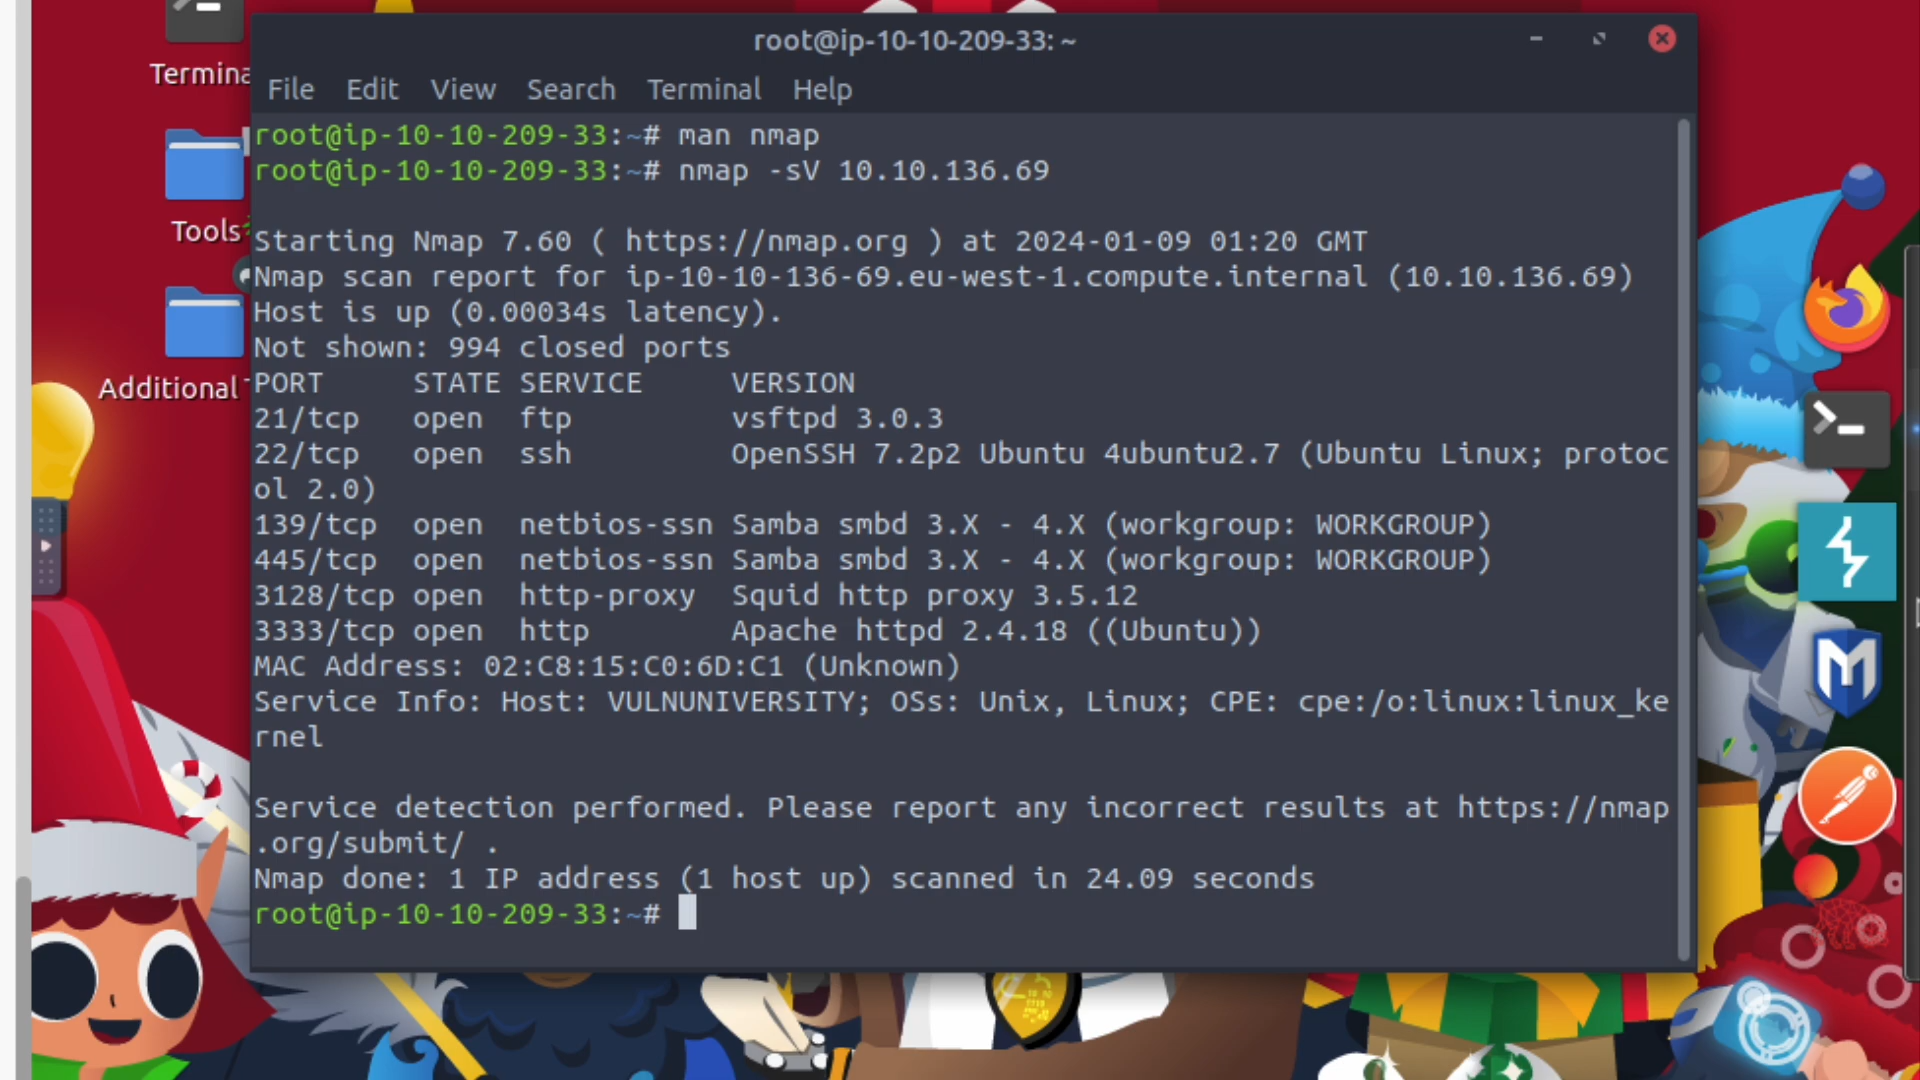 root@ip-10-10-209-33: ~
File Edit View Search Terminal Help
Terminal
Tools
Additional
root@ip-10-10-209-33:~# man nmap
root@ip-10-10-209-33:~# nmap -sV 10.10.136.69
Starting Nmap 7.60 ( https://nmap.org ) at 2024-01-09 01:20 GMT
Nmap scan report for ip-10-10-136-69.eu-west-1.compute.internal (10.10.136.69)
Host is up (0.00034s latency).
Not shown: 994 closed ports
PORT STATE SERVICE VERSION
21/tcp open ftp vsftpd 3.0.3
22/tcp open ssh OpenSSH 7.2p2 Ubuntu 4ubuntu2.7 (Ubuntu Linux; protoc
ol 2.0)
139/tcp open netbios-ssn Samba smbd 3.X - 4.X (workgroup: WORKGROUP)
445/tcp open netbios-ssn Samba smbd 3.X - 4.X (workgroup: WORKGROUP)
3128/tcp open http-proxy Squid http proxy 3.5.12
3333/tcp open http Apache httpd 2.4.18 ((Ubuntu))
MAC Address: 02:C8:15:C0:6D:C1 (Unknown)
Service Info: Host: VULNUNIVERSITY; OSs: Unix, Linux; CPE: cpe:/o:linux:linux_ke
rnel
Service detection performed. Please report any incorrect results at https://nmap
.org/submit/ .
Nmap done: 1 IP address (1 host up) scanned in 24.09 seconds
root@ip-10-10-209-33:~#